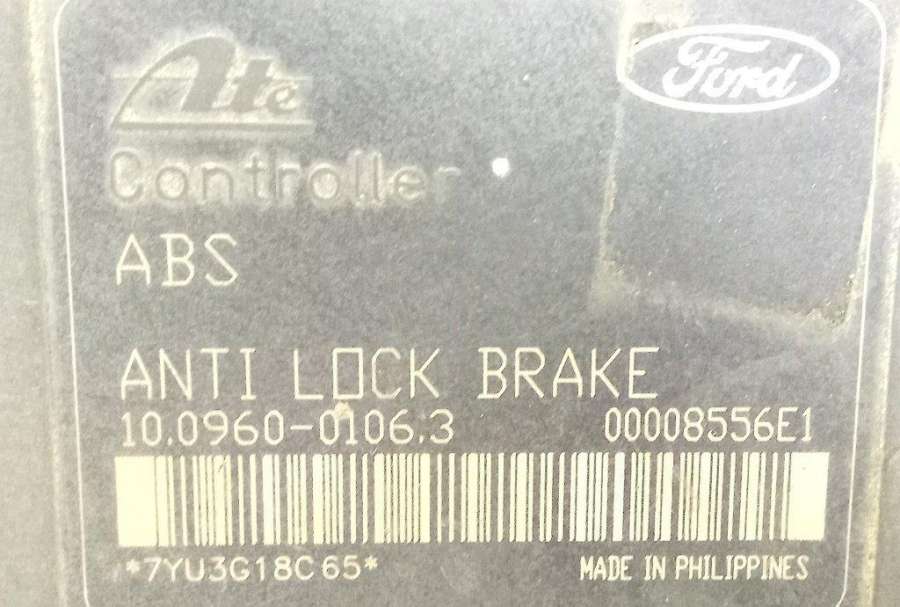 Ate
Ford
Controller
ABS
ANTI LOCK BRAKE
10.0960-0106.3 00008556E1
*7YU3G18C65* MADE IN PHILIPPINES